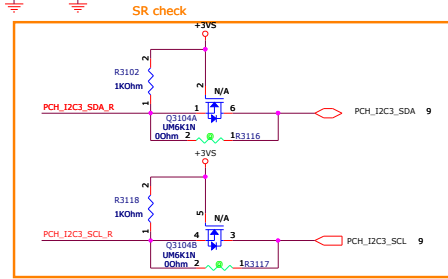 SR check
+3VS
2
R3102
1KOhm
1
2
N/A
PCH_I2C3_SDA_R
1
6
PCH_I2C3_SDA 9
Q3104A
UM6K1N
0Ohm 2
@
1 R3116
+3VS
2
R3118
1KOhm
1
5
N/A
PCH_I2C3_SCL_R
4
3
PCH_I2C3_SCL 9
Q3104B
UM6K1N
0Ohm 2
@
1 R3117